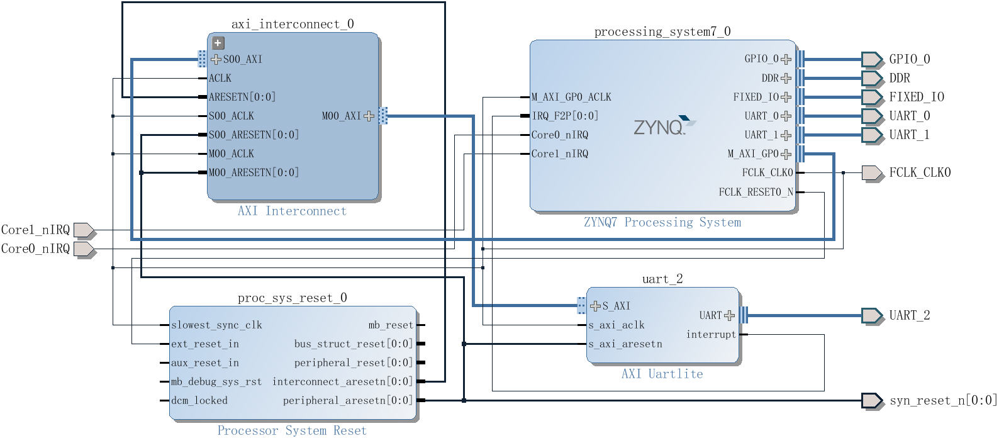 axi_interconnect_0
S00_AXI
ACLK
ARESETN[0:0]
S00_ACLK
S00_ARESETN[0:0]
M00_ACLK
M00_ARESETN[0:0]
M00_AXI
AXI Interconnect
processing_system7_0
M_AXI_GP0_ACLK
IRQ_F2P[0:0]
Core0_nIRQ
Core1_nIRQ
ZYNQ
GPIO_0
DDR
FIXED_IO
UART_0
UART_1
M_AXI_GP0
FCLK_CLK0
FCLK_RESET0_N
ZYNQ7 Processing System
GPIO_0
DDR
FIXED_IO
UART_0
UART_1
FCLK_CLK0
Core1_nIRQ
Core0_nIRQ
proc_sys_reset_0
slowest_sync_clk
ext_reset_in
aux_reset_in
mb_debug_sys_rst
dcm_locked
mb_reset
bus_struct_reset[0:0]
peripheral_reset[0:0]
interconnect_aresetn[0:0]
peripheral_aresetn[0:0]
Processor System Reset
uart_2
S_AXI
s_axi_aclk
s_axi_aresetn
UART
interrupt
AXI Uartlite
UART_2
syn_reset_n[0:0]